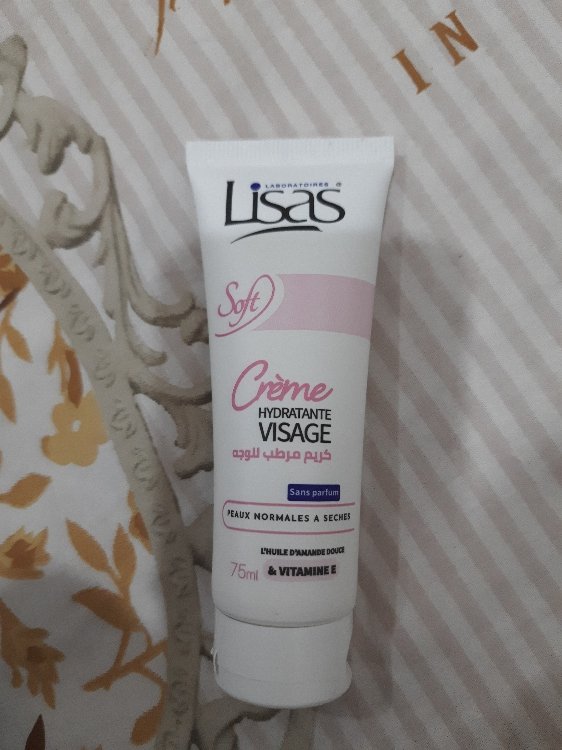 IN
LABORATOIRES
Lisas ®
Soft
Crème
HYDRATANTE
VISAGE
كريم مرطب للوجه
Sans parfum
PEAUX NORMALES A SECHES
L'HUILE D'AMANDE DOUCE
75ml & VITAMINE E